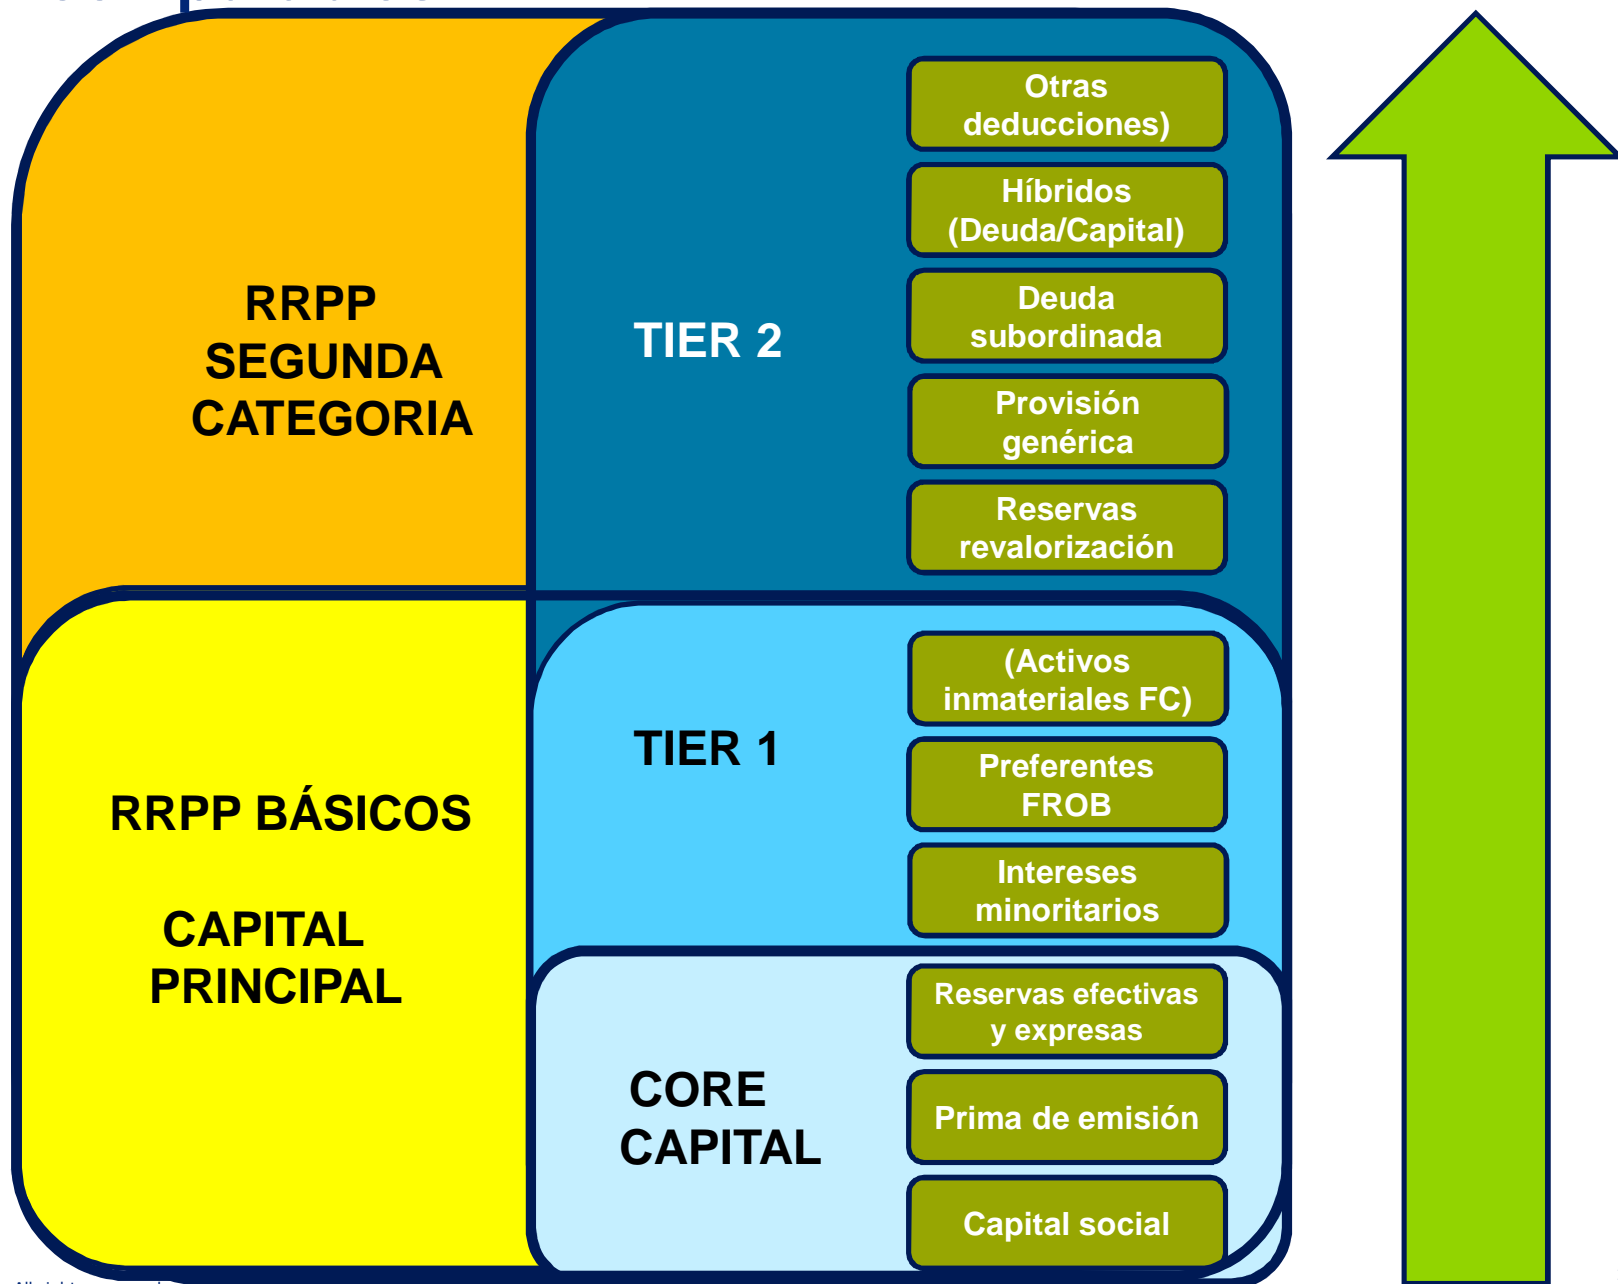 Otras
deducciones)
Híbridos
(Deuda/Capital)
Deuda
subordinada
Provisión
genérica
Reservas
revalorización
RRPP
SEGUNDA
CATEGORIA
TIER 2
(Activos
inmateriales FC)
Preferentes
FROB
Intereses
minoritarios
TIER 1
RRPP BÁSICOS
CAPITAL
PRINCIPAL
Reservas efectivas
y expresas
Prima de emisión
Capital social
CORE
CAPITAL